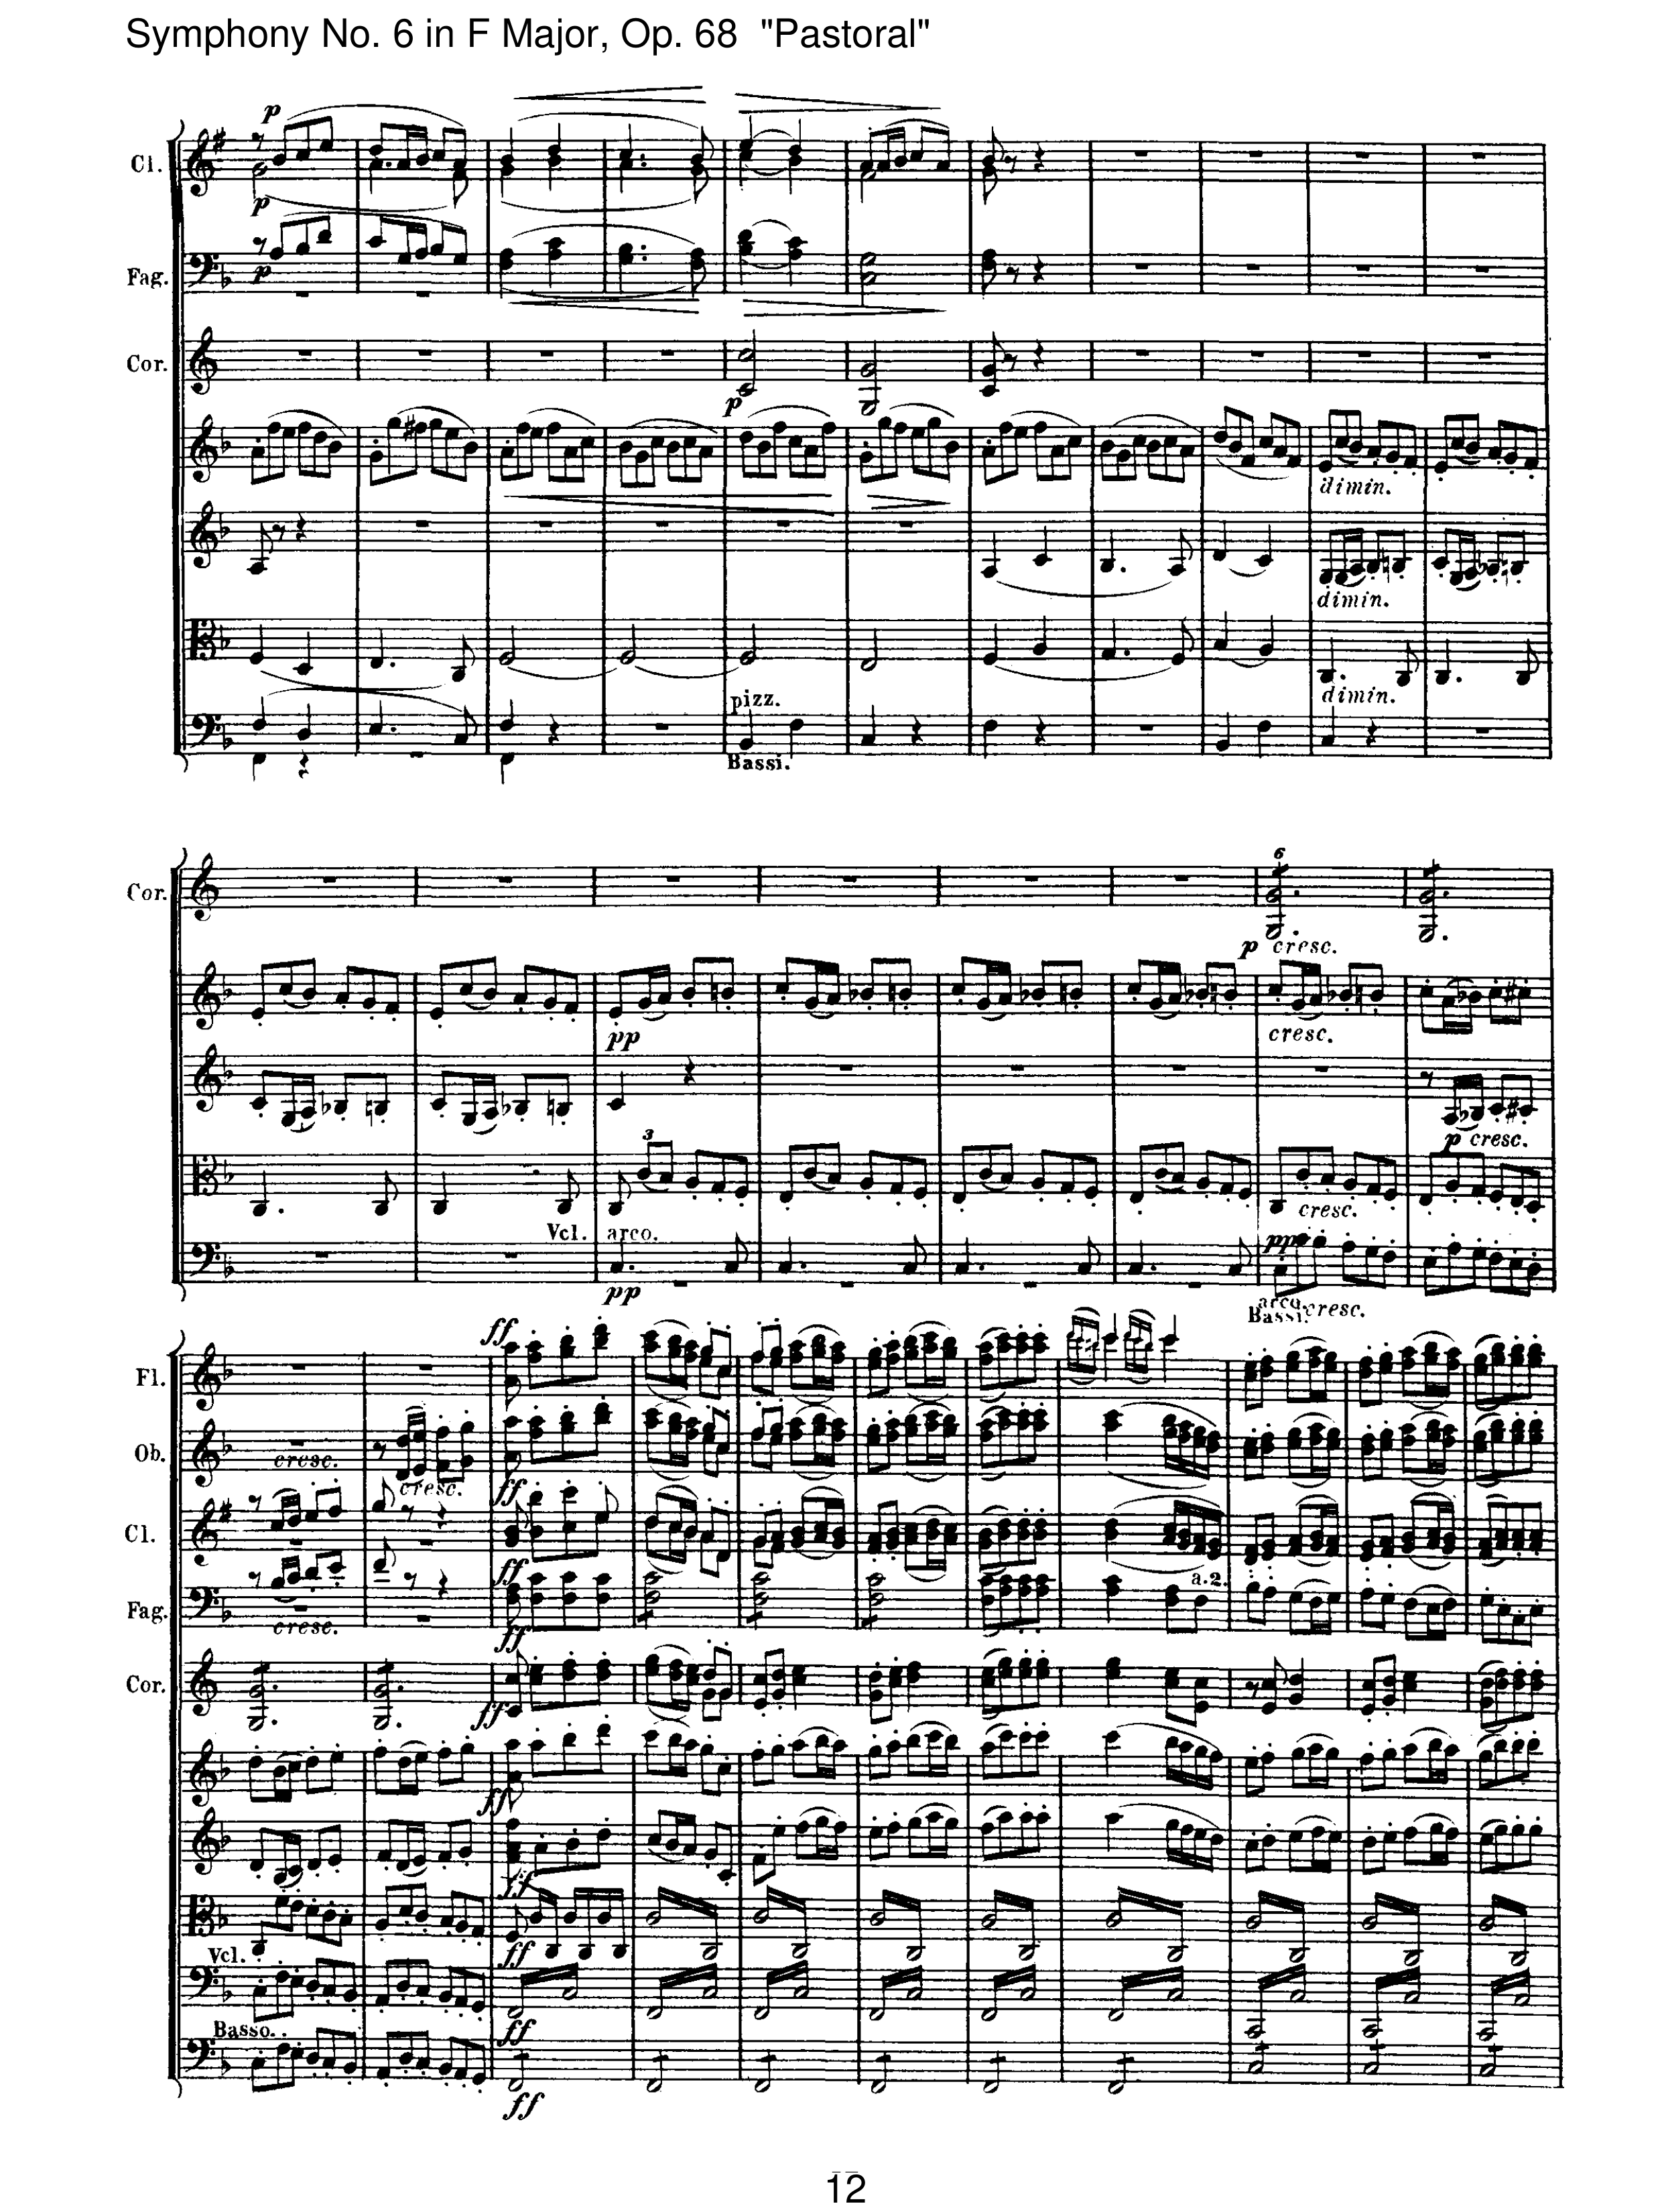 Symphony No. 6 in F Major, Op. 68 "Pastoral"
p
Cl.
p
Fag.
p
Cor.
p
dimin.
dimin.
dimin.
pizz.
Bassi.
Cor.
6
p cresc.
pp
cresc.
p cresc.
3
cresc.
Vcl. arco.
pp
pp
arco.
Bassi. cresc.
ff
Fl.
Ob.
cresc.
cresc.
ff
Cl.
ff
a.2.
Fag.
cresc.
ff
Cor.
ff
ff
ff
ff
Vcl.
ff
Basso.
ff
12